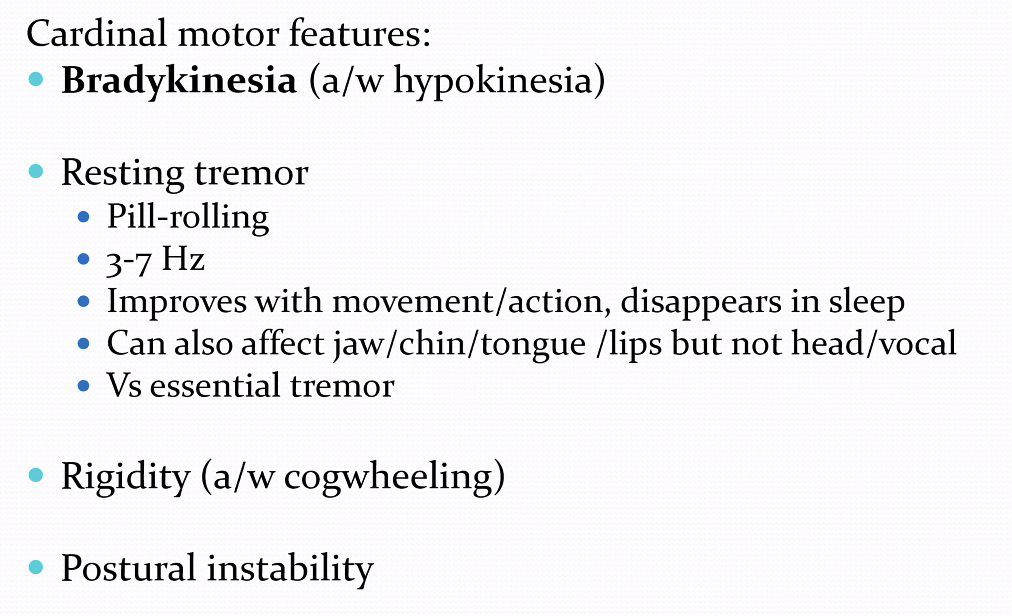 Cardinal motor features:
• Bradykinesia (a/w hypokinesia)
• Resting tremor
• Pill-rolling
• 3-7 Hz
• Improves with movement/action, disappears in sleep
• Can also affect jaw/chin/tongue /lips but not head/vocal
• Vs essential tremor
• Rigidity (a/w cogwheeling)
• Postural instability